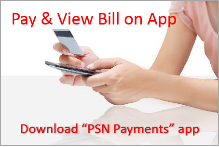 Pay & View Bill on App
Download “PSN Payments” app